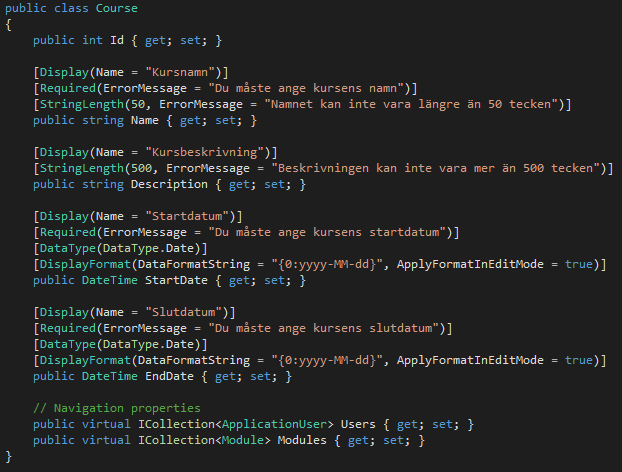 public class Course
{
    public int Id { get; set; }

    [Display(Name = "Kursnamn")]
    [Required(ErrorMessage = "Du måste ange kursens namn")]
    [StringLength(50, ErrorMessage = "Namnet kan inte vara längre än 50 tecken")]
    public string Name { get; set; }

    [Display(Name = "Kursbeskrivning")]
    [StringLength(500, ErrorMessage = "Beskrivningen kan inte vara mer än 500 tecken")]
    public string Description { get; set; }

    [Display(Name = "Startdatum")]
    [Required(ErrorMessage = "Du måste ange kursens startdatum")]
    [DataType(DataType.Date)]
    [DisplayFormat(DataFormatString = "{0:yyyy-MM-dd}", ApplyFormatInEditMode = true)]
    public DateTime StartDate { get; set; }

    [Display(Name = "Slutdatum")]
    [Required(ErrorMessage = "Du måste ange kursens slutdatum")]
    [DataType(DataType.Date)]
    [DisplayFormat(DataFormatString = "{0:yyyy-MM-dd}", ApplyFormatInEditMode = true)]
    public DateTime EndDate { get; set; }

    // Navigation properties
    public virtual ICollection<ApplicationUser> Users { get; set; }
    public virtual ICollection<Module> Modules { get; set; }
}